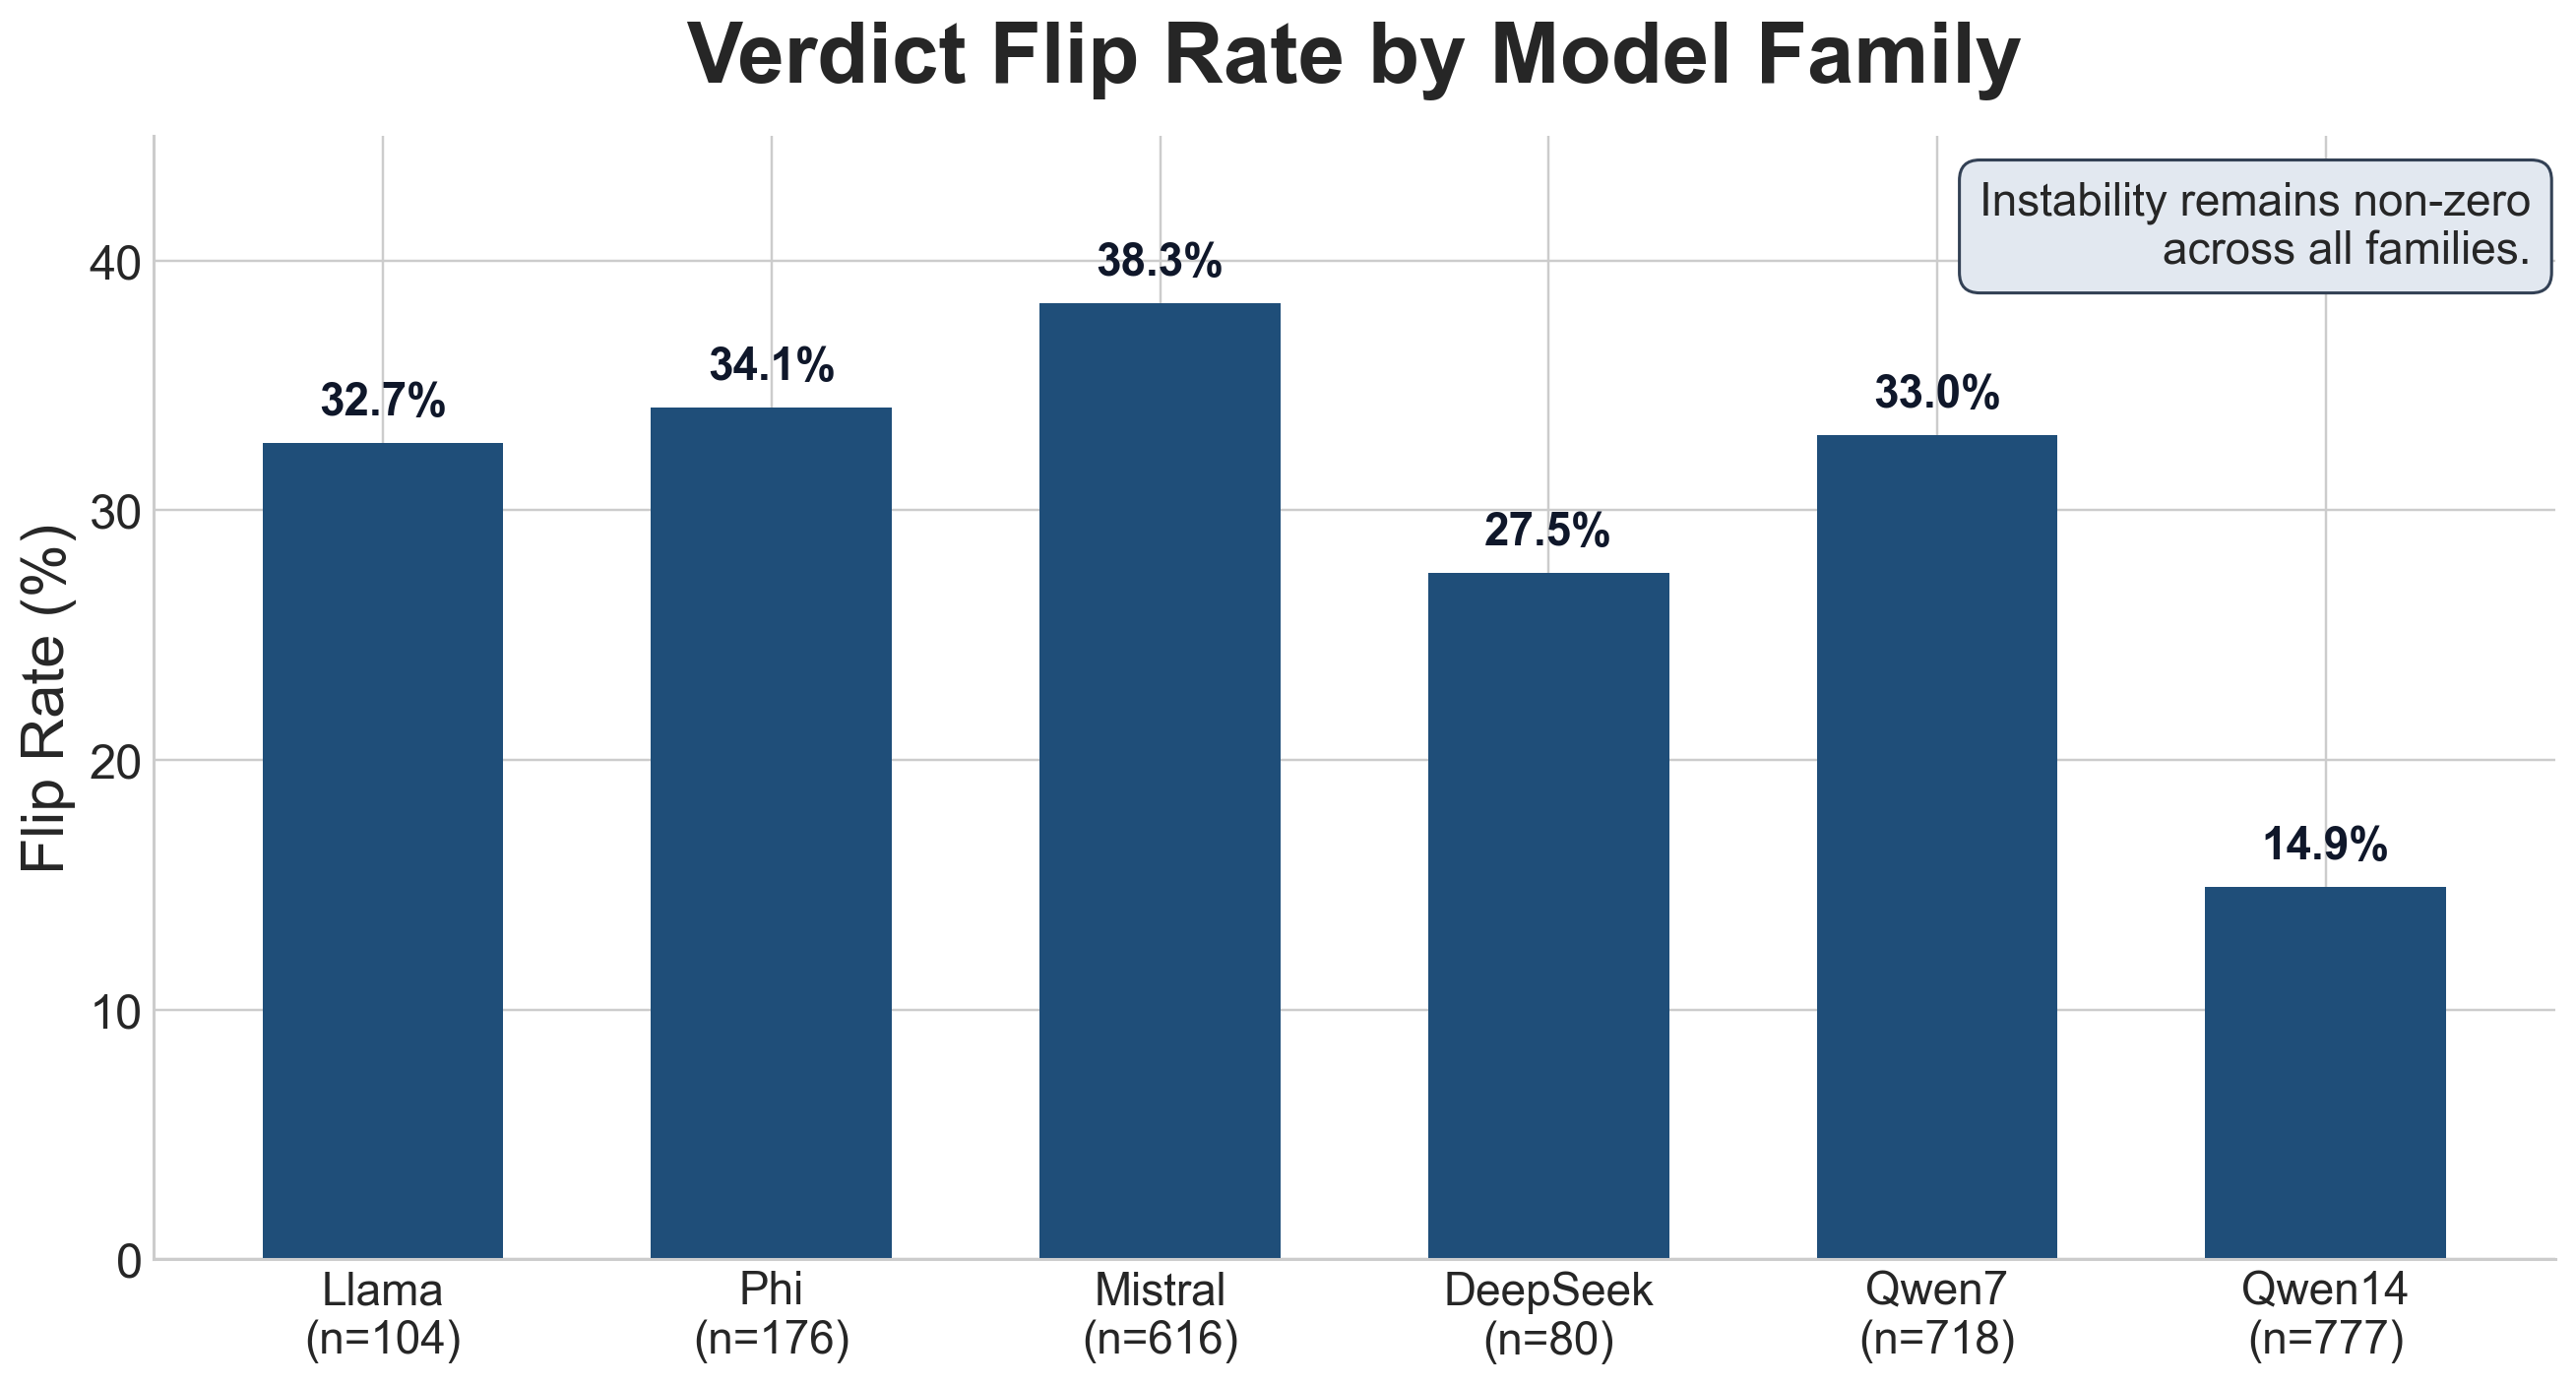 Verdict Flip Rate by Model Family
Instability remains non-zero
across all families.
Flip Rate (%)
40
30
20
10
0
32.7%
34.1%
38.3%
27.5%
33.0%
14.9%
Llama
(n=104)
Phi
(n=176)
Mistral
(n=616)
DeepSeek
(n=80)
Qwen7
(n=718)
Qwen14
(n=777)